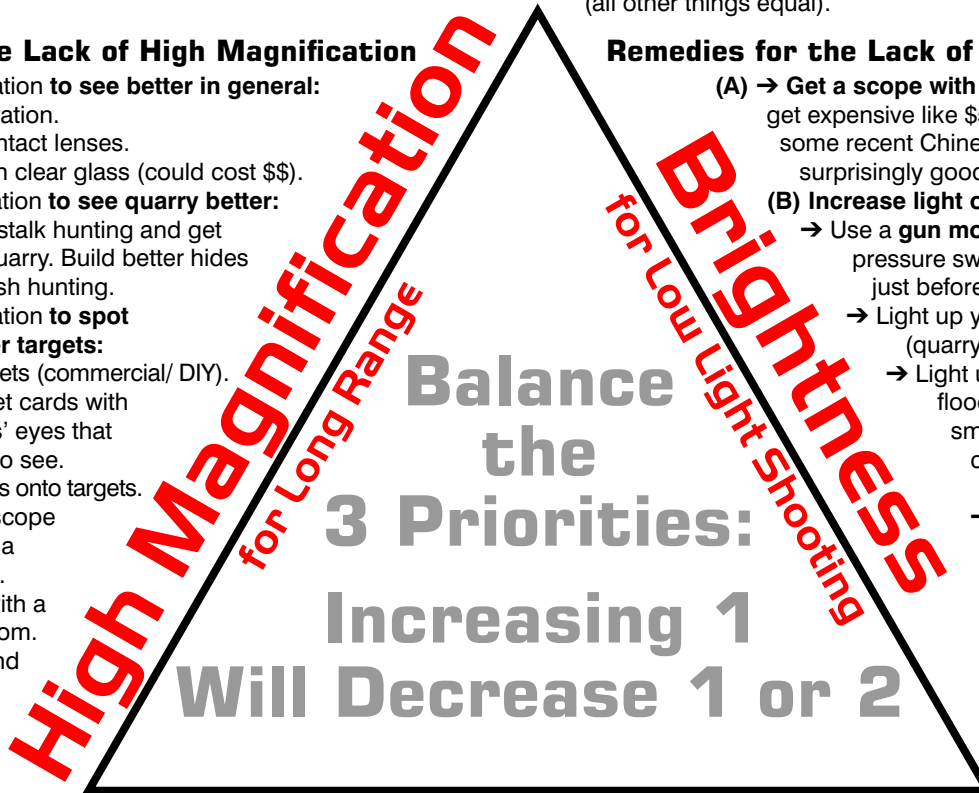 (all other things equal).
e Lack of High Magnification
ation to see better in general:
ration.
ntact lenses.
n clear glass (could cost $$).
ation to see quarry better:
stalk hunting and get
uarry. Build better hides
sh hunting.
ation to spot
r targets:
ets (commercial/ DIY).
et cards with
s' eyes that
o see.
s onto targets.
scope
a
.
with a
om.
nd
High Magnification
for Long Range
Balance
the
3 Priorities:
Increasing 1
Will Decrease 1 or 2
Brightness
for Low Light Shooting
Remedies for the Lack of
(A) ➔ Get a scope with
get expensive like $
some recent Chine
surprisingly good
(B) Increase light o
➔ Use a gun mo
pressure sw
just before
➔ Light up y
(quarry
➔ Light u
floo
sm